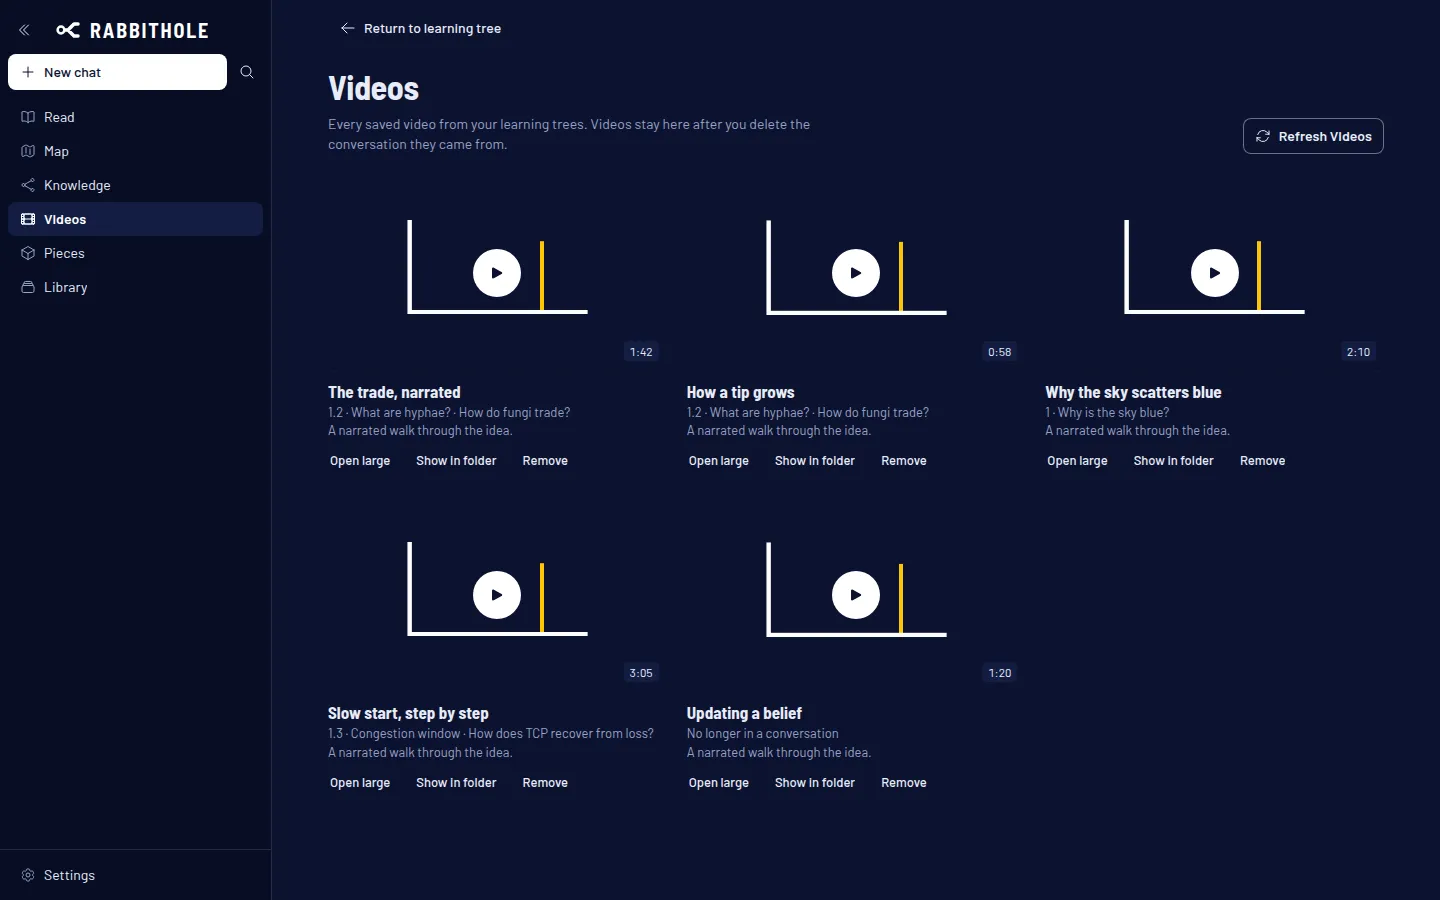 RABBITHOLE
New chat
Read
Map
Knowledge
Videos
Pieces
Library
Settings
Return to learning tree
Videos
Every saved video from your learning trees. Videos stay here after you delete the
conversation they came from.
Refresh Videos
1:42
0:58
2:10
The trade, narrated
1.2 · What are hyphae? · How do fungi trade?
A narrated walk through the idea.
Open large Show in folder Remove
How a tip grows
1.2 · What are hyphae? · How do fungi trade?
A narrated walk through the idea.
Open large Show in folder Remove
Why the sky scatters blue
1 · Why is the sky blue?
A narrated walk through the idea.
Open large Show in folder Remove
3:05
1:20
Slow start, step by step
1.3 · Congestion window · How does TCP recover from loss?
A narrated walk through the idea.
Open large Show in folder Remove
Updating a belief
No longer in a conversation
A narrated walk through the idea.
Open large Show in folder Remove